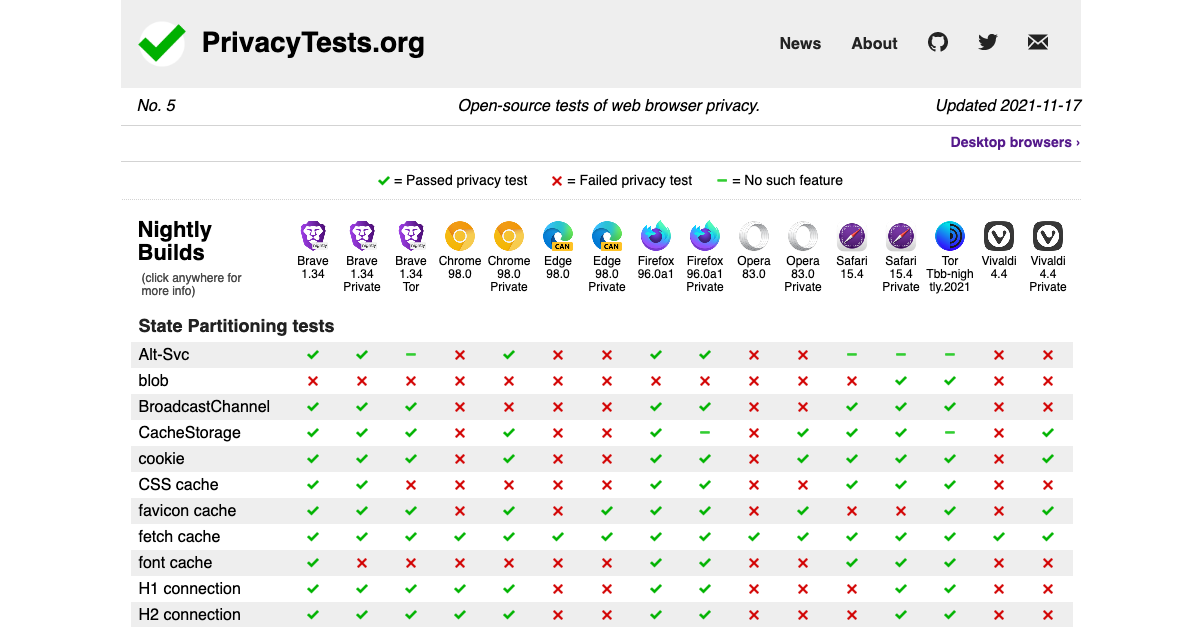 PrivacyTests.org
News About
No. 5 Open-source tests of web browser privacy. Updated 2021-11-17
Desktop browsers ›
= Passed privacy test = Failed privacy test = No such feature
Nightly
Builds
(click anywhere for
more info)
Brave
1.34
Brave
1.34
Private
Brave
1.34
Tor
Chrome
98.0
Chrome
98.0
Private
CAN
Edge
98.0
CAN
Edge
98.0
Private
Firefox
96.0a1
Firefox
96.0a1
Private
Opera
83.0
Opera
83.0
Private
Safari
15.4
Safari
15.4
Private
Tor
Tbb-nigh
tly.2021
Vivaldi
4.4
Vivaldi
4.4
Private
State Partitioning tests
Alt-Svc
blob
BroadcastChannel
CacheStorage
cookie
CSS cache
favicon cache
fetch cache
font cache
H1 connection
H2 connection